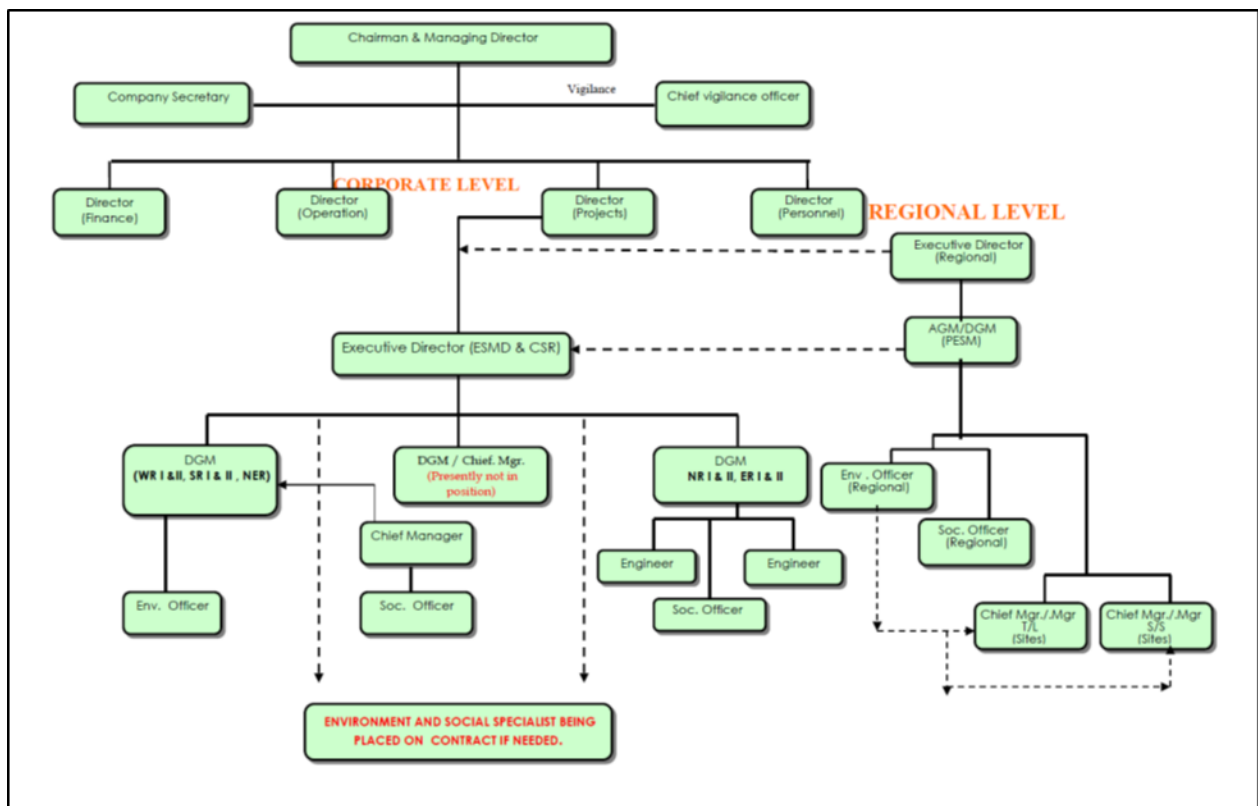 Chairman & Managing Director
Company Secretary
Vigilance
Chief vigilance officer
CORPORATE LEVEL
Director
(Finance)
Director
(Operation)
Director
(Projects)
Director
(Personnel)
REGIONAL LEVEL
Executive Director
(Regional)
AGM/DGM
(PESM)
Executive Director (ESMD & CSR)
DGM
(WR I &II, SR I & II , NER)
DGM / Chief. Mgr.
(Presently not in
position)
DGM
NR I & II, ER I & II
Env . Officer
(Regional)
Soc. Officer
(Regional)
Chief Manager
Engineer
Engineer
Env. Officer
Soc. Officer
Soc. Officer
Chief Mgr./.Mgr
T/L
(Sites)
Chief Mgr./.Mgr
S/S
(Sites)
ENVIRONMENT AND SOCIAL SPECIALIST BEING
PLACED ON CONTRACT IF NEEDED.